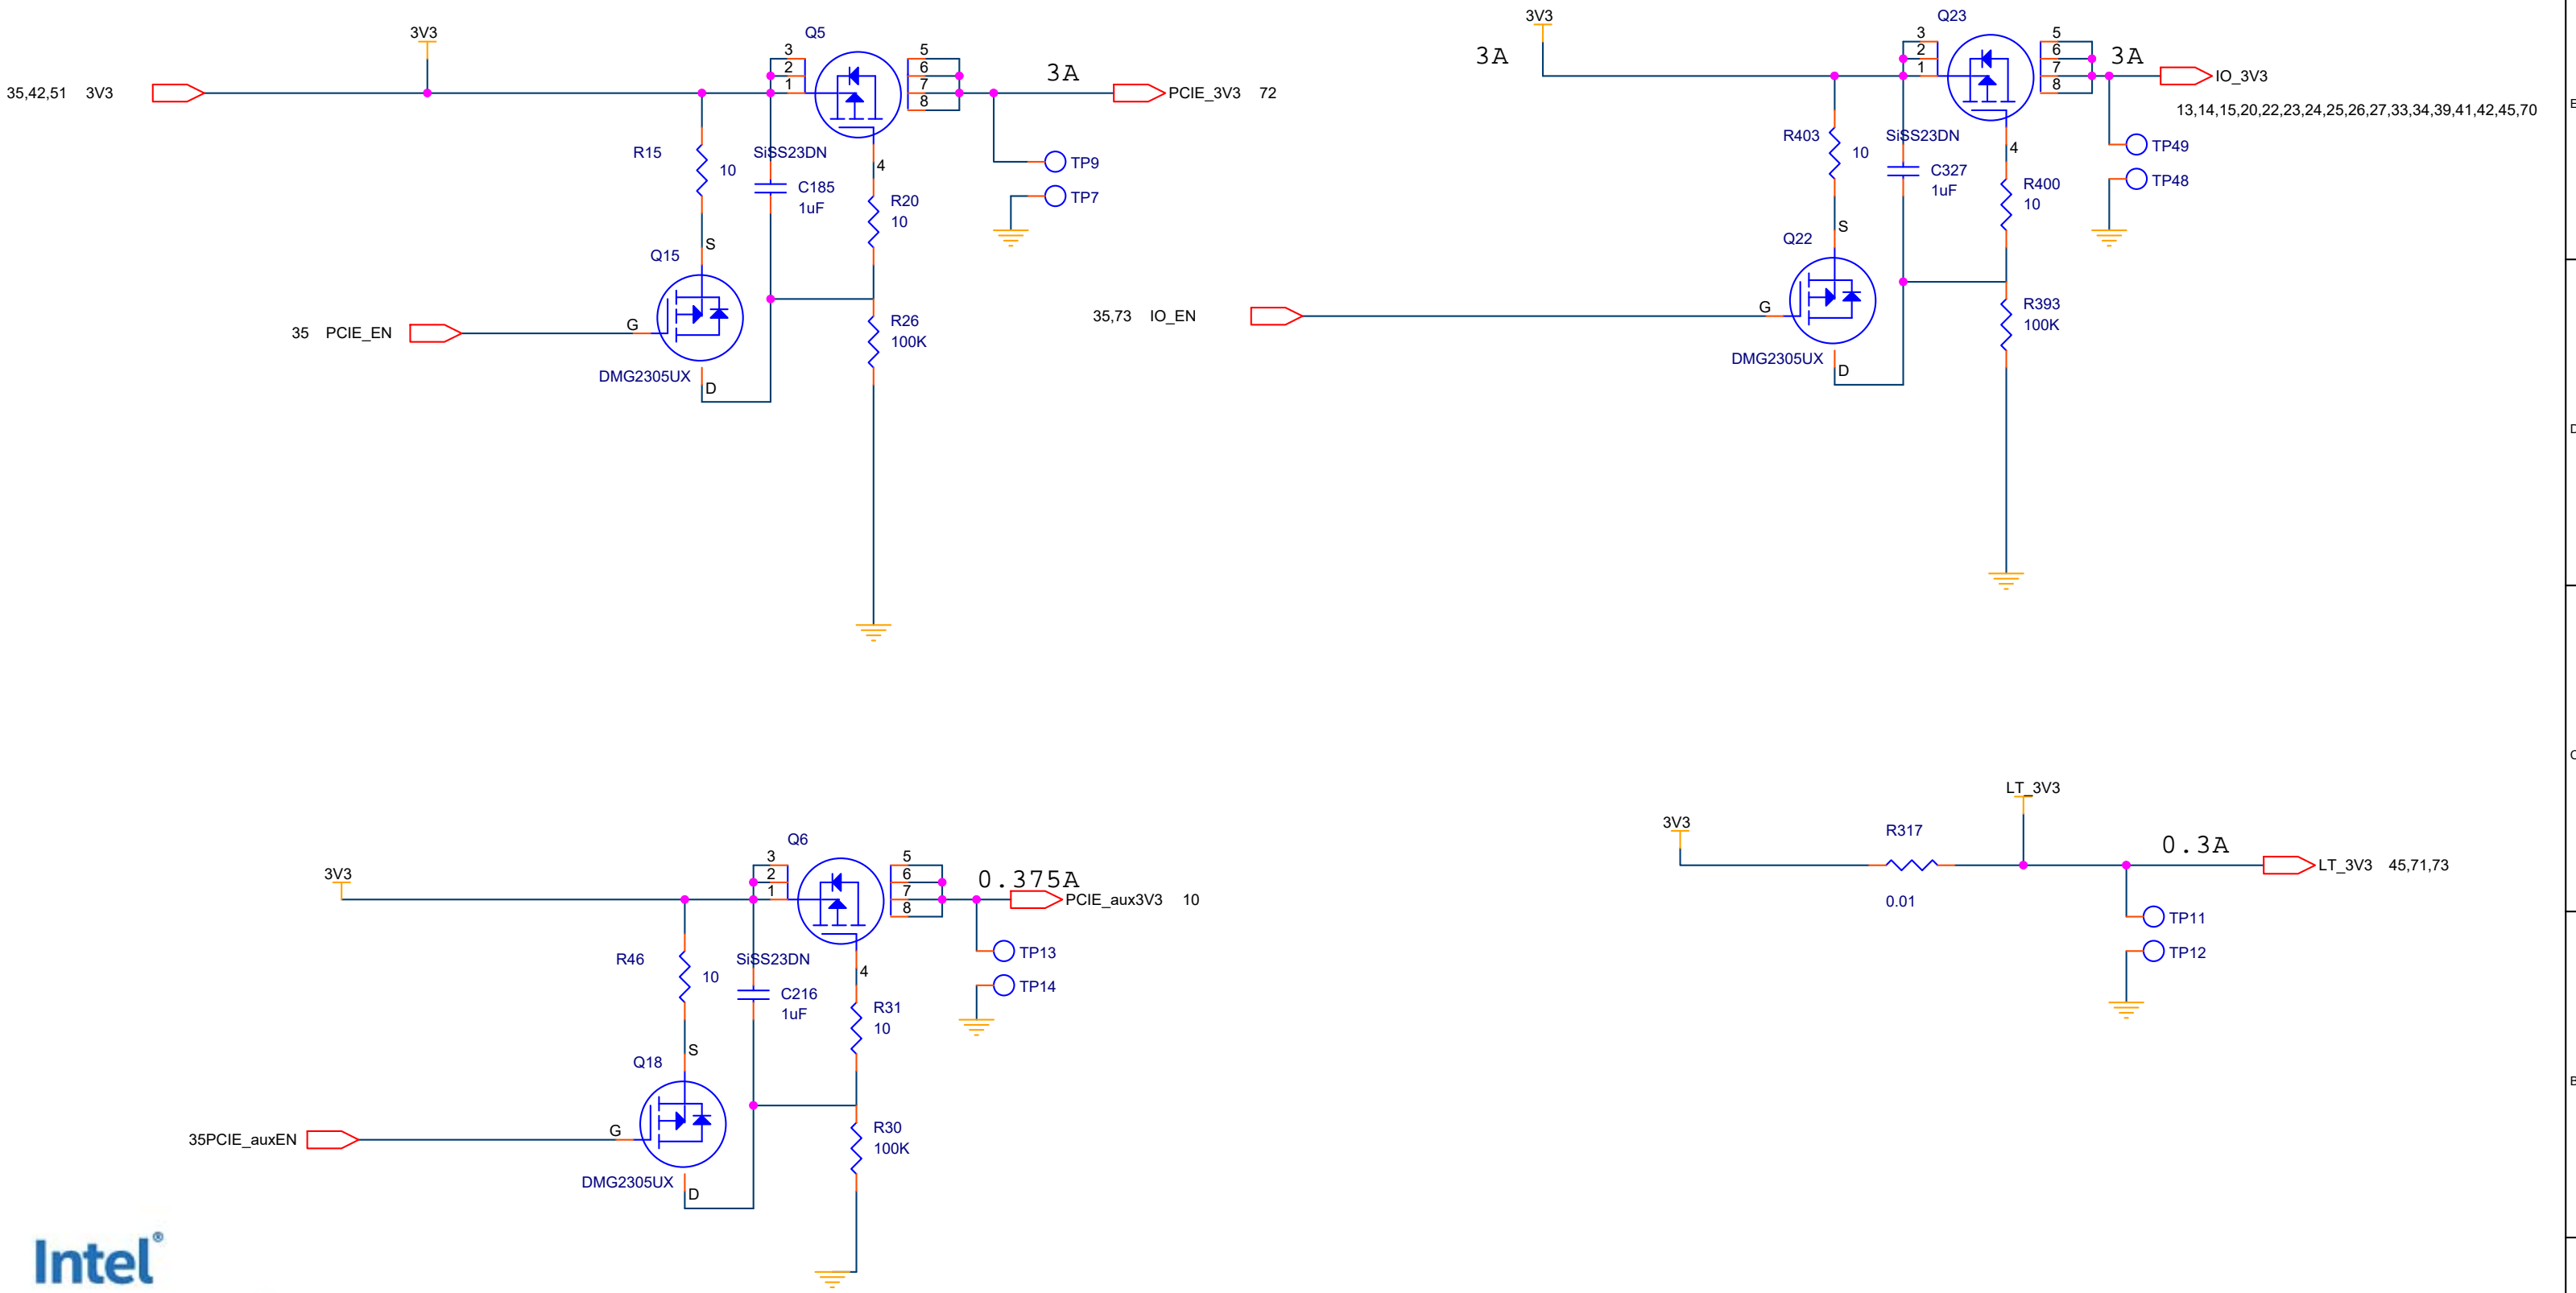 3V3
Q5
3
2
1
5
6
7
8
3A
35,42,51 3V3
PCIE_3V3 72
R15
10
SiSS23DN
C185
1uF
4
R20
10
TP9
TP7
S
Q15
G
35 PCIE_EN
DMG2305UX
D
R26
100K
3V3
3A
Q23
3
2
1
5
6
7
8
3A
IO_3V3
13,14,15,20,22,23,24,25,26,27,33,34,39,41,42,45,70
R403
10
SiSS23DN
C327
1uF
4
R400
10
TP49
TP48
S
Q22
G
35,73 IO_EN
DMG2305UX
D
R393
100K
3V3
Q6
3
2
1
5
6
7
8
0.375A
PCIE_aux3V3 10
R46
10
SiSS23DN
C216
1uF
4
R31
10
TP13
TP14
S
Q18
G
35PCIE_auxEN
DMG2305UX
D
R30
100K
3V3
R317
0.01
LT_3V3
0.3A
LT_3V3 45,71,73
TP11
TP12
E
D
C
B
Intel®